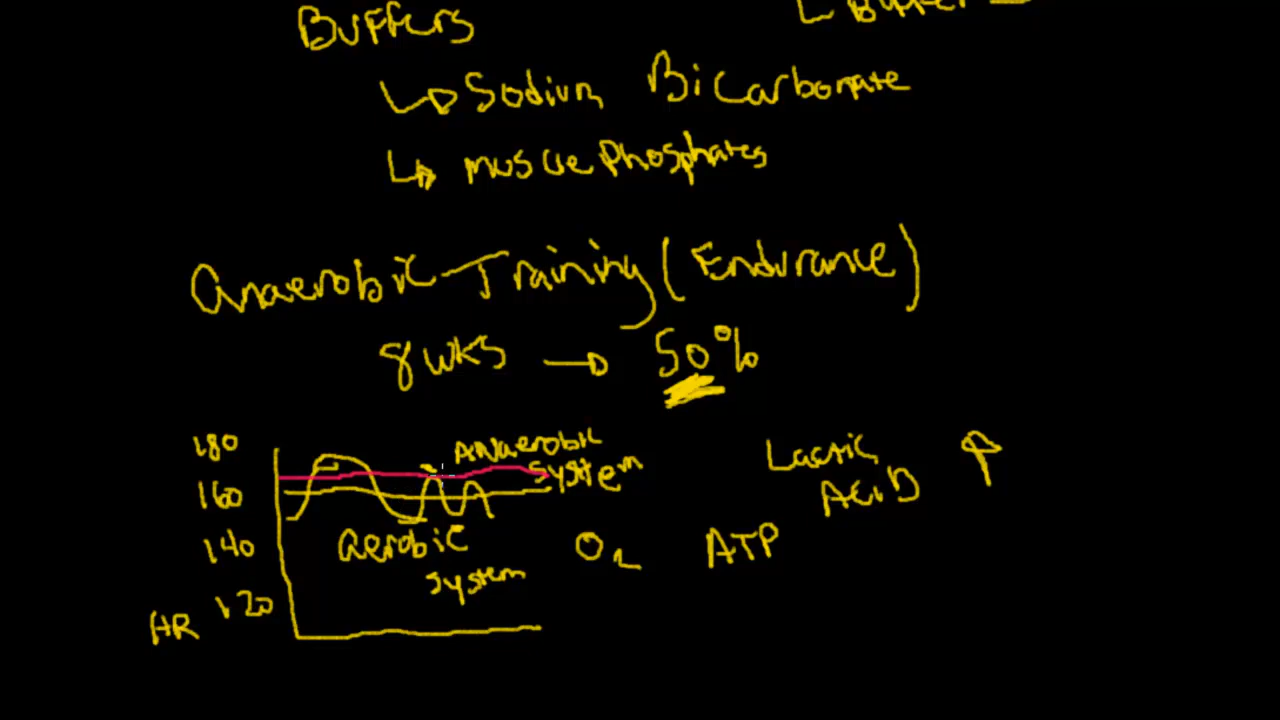 Buffers
↳ Buffer
↳ Sodium Bicarbonate
↳ muscle Phosphates
Anaerobic Training (Endurance)
8 wks → 50%
180
160
140
HR 120
Anaerobic
System
aerobic
system
O2 ATP
Lactic
Acid ↑